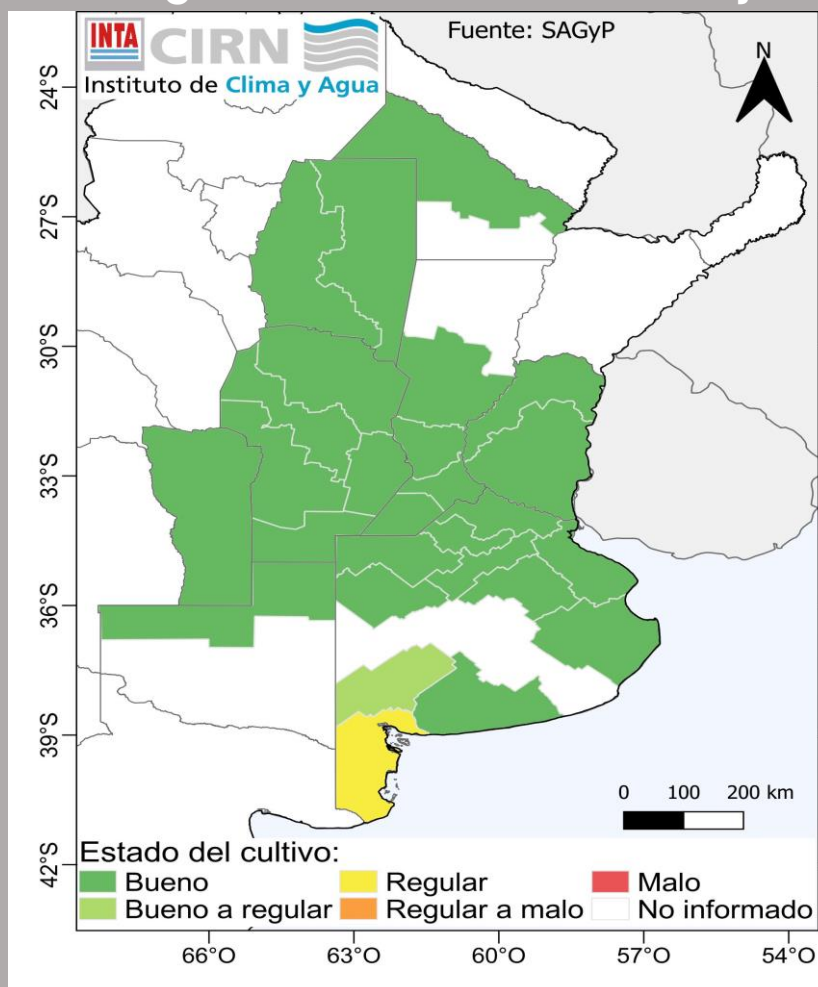 INTA CIRN
Instituto de Clima y Agua
Fuente: SAGyP
N
24°S
27°S
30°S
33°S
36°S
39°S
42°S
0 100 200 km
Estado del cultivo:
Bueno Regular Malo
Bueno a regular Regular a malo No informado
66°O 63°O 60°O 57°O 54°O